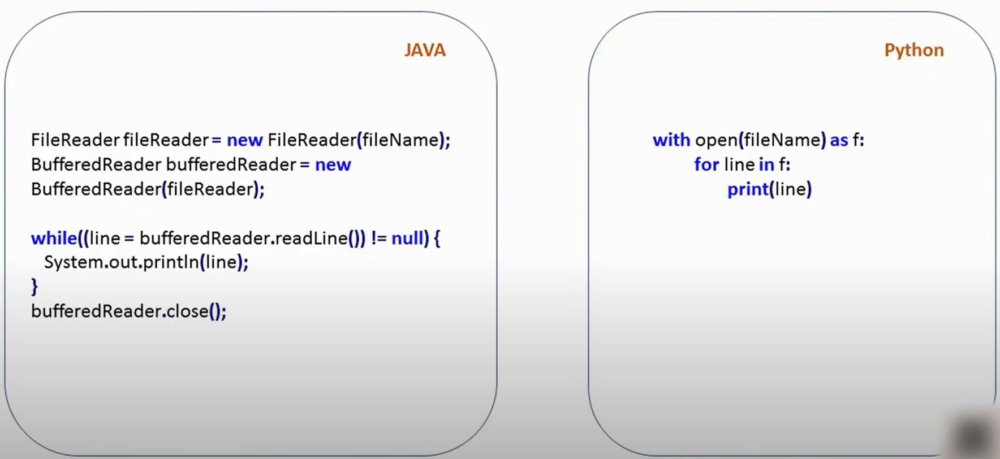 JAVA
FileReader fileReader = new FileReader(fileName);
BufferedReader bufferedReader = new
BufferedReader(fileReader);
while((line = bufferedReader.readLine()) != null) {
System.out.println(line);
}
bufferedReader.close();
Python
with open(fileName) as f:
for line in f:
print(line)